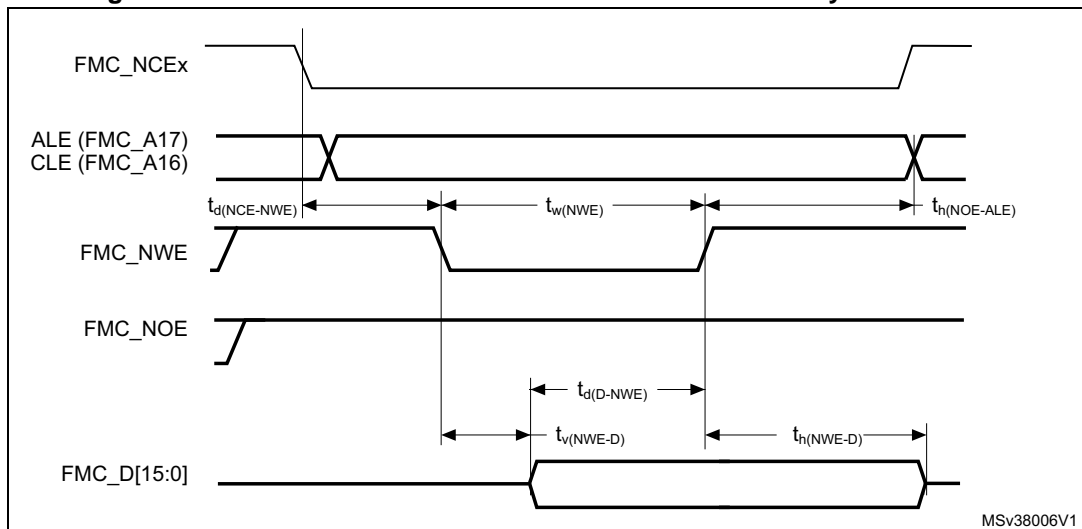 FMC_NCEx
ALE (FMC_A17)
CLE (FMC_A16)
td(NCE-NWE) tw(NWE) th(NOE-ALE)
FMC_NWE
FMC_NOE
td(D-NWE)
tv(NWE-D) th(NWE-D)
FMC_D[15:0]
MSv38006V1